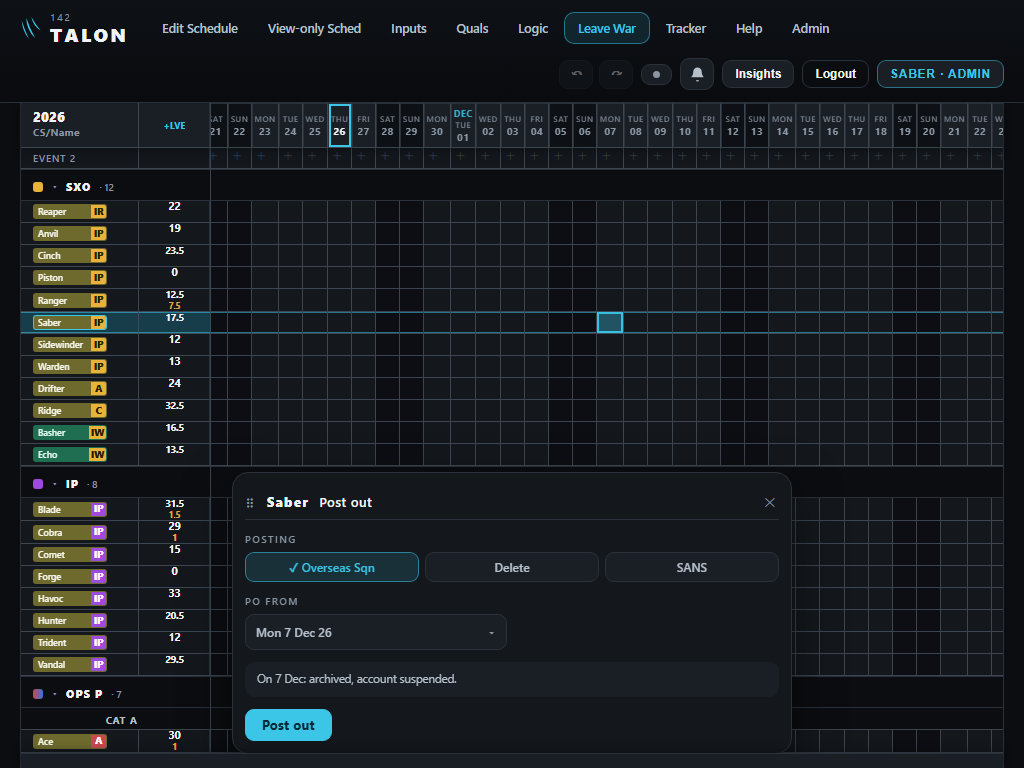 142
TALON
Edit Schedule View-only Sched Inputs Quals Logic Leave War Tracker Help Admin
Insights Logout SABER · ADMIN
2026
CS/Name
+LVE
SAT 21 SUN 22 MON 23 TUE 24 WED 25 THU 26 FRI 27 SAT 28 SUN 29 MON 30 DEC TUE 01 WED 02 THU 03 FRI 04 SAT 05 SUN 06 MON 07 TUE 08 WED 09 THU 10 FRI 11 SAT 12 SUN 13 MON 14 TUE 15 WED 16 THU 17 FRI 18 SAT 19 SUN 20 MON 21 TUE 22
EVENT 2
SXO · 12
Reaper IR 22
Anvil IP 19
Cinch IP 23.5
Piston IP 0
Ranger IP 12.5
7.5
Saber IP 17.5
Sidewinder IP 12
Warden IP 13
Drifter A 24
Ridge C 32.5
Basher IW 16.5
Echo IW 13.5
IP · 8
Blade IP 31.5
1.5
Cobra IP 29
1
Comet IP 15
Forge IP 0
Havoc IP 33
Hunter IP 20.5
Trident IP 12
Vandal IP 29.5
OPS P · 7
CAT A
Ace A 30
1
Saber Post out
POSTING
✓ Overseas Sqn Delete SANS
PO FROM
Mon 7 Dec 26
On 7 Dec: archived, account suspended.
Post out